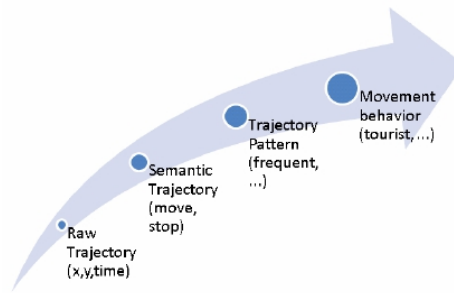 Raw
Trajectory
(x,y,time)
Semantic
Trajectory
(move,
stop)
Trajectory
Pattern
(frequent,
...)
Movement
behavior
(tourist, ...)